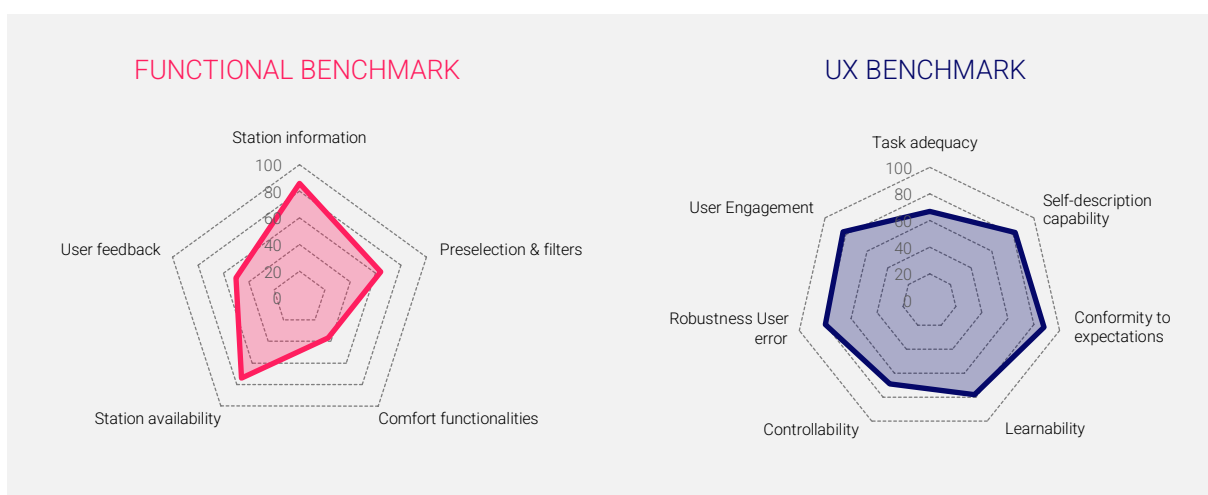 FUNCTIONAL BENCHMARK
Station information
100
80
60
40
20
0
User feedback
Preselection & filters
Station availability
Comfort functionalities
UX BENCHMARK
Task adequacy
100
80
60
40
20
0
User Engagement
Self-description
capability
Robustness User
error
Conformity to
expectations
Controllability
Learnability